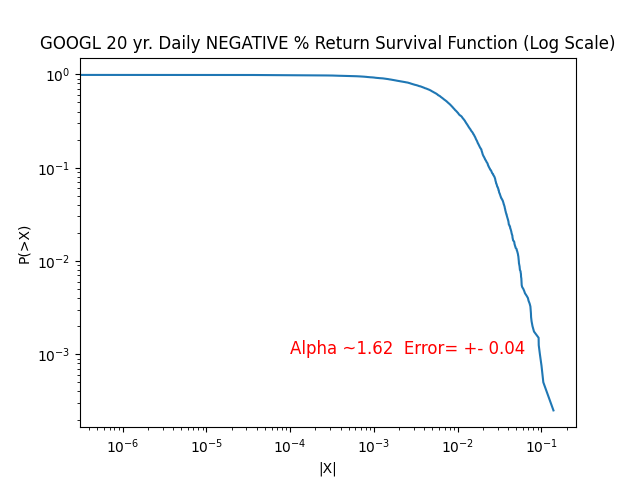 GOOGL 20 yr. Daily NEGATIVE % Return Survival Function (Log Scale)
10⁰
10⁻¹
10⁻²
10⁻³
P(>X)
Alpha ~1.62  Error= +- 0.04
10⁻⁶ 10⁻⁵ 10⁻⁴ 10⁻³ 10⁻² 10⁻¹
|X|